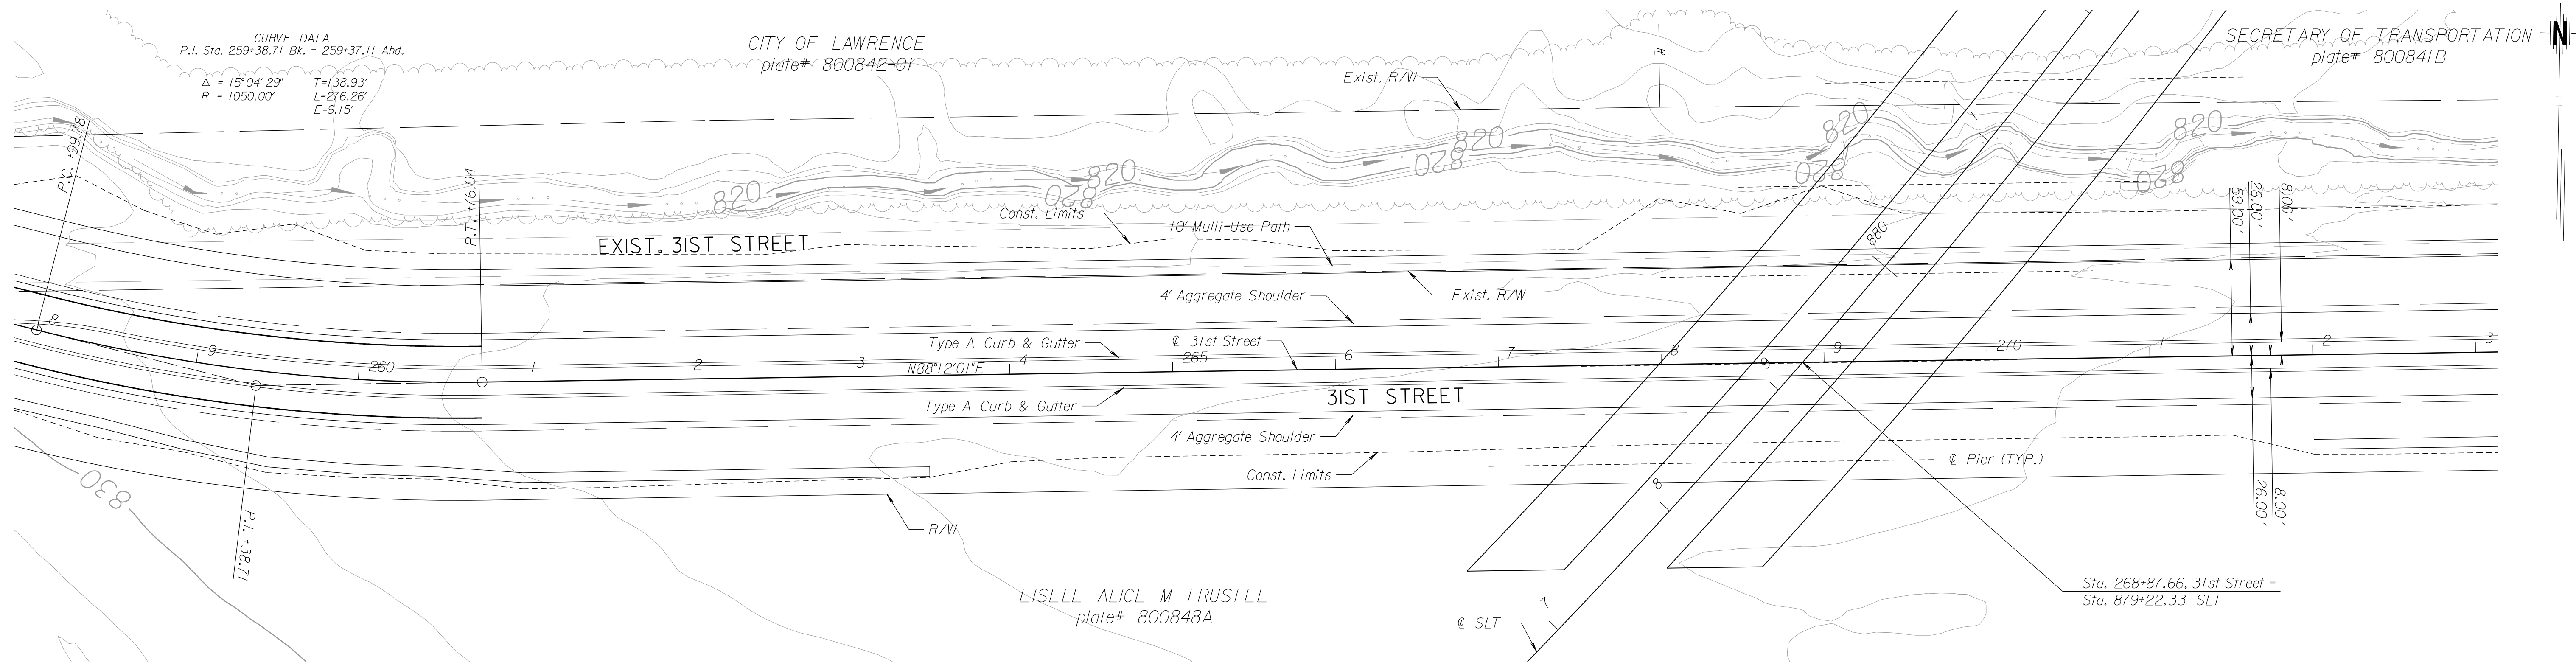 CURVE DATA
P.I. Sta. 259+38.71 Bk. = 259+37.11 Ahd.
Δ = 15°04'29" T=138.93'
R = 1050.00' L=276.26'
E=9.15'
CITY OF LAWRENCE
plate# 800842-01
SECRETARY OF TRANSPORTATION
plate# 800841B
N
Exist. R/W
PL
P.C. +99.78
P.T. +76.04
820
820
820
820
820
820
820
820
820
Const. Limits
10' Multi-Use Path
EXIST. 31ST STREET
880
59.00'
26.00'
8.00'
4' Aggregate Shoulder
Exist. R/W
Type A Curb & Gutter
℄ 31st Street
8
9
260
1
2
3
4
265
6
7
8
9
270
1
2
3
N88°12'01"E
Type A Curb & Gutter
31ST STREET
9
4' Aggregate Shoulder
Const. Limits
℄ Pier (TYP.)
8
830
26.00'
8.00'
P.I. +38.71
R/W
EISELE ALICE M TRUSTEE
plate# 800848A
7
℄ SLT
Sta. 268+87.66, 31st Street =
Sta. 879+22.33 SLT